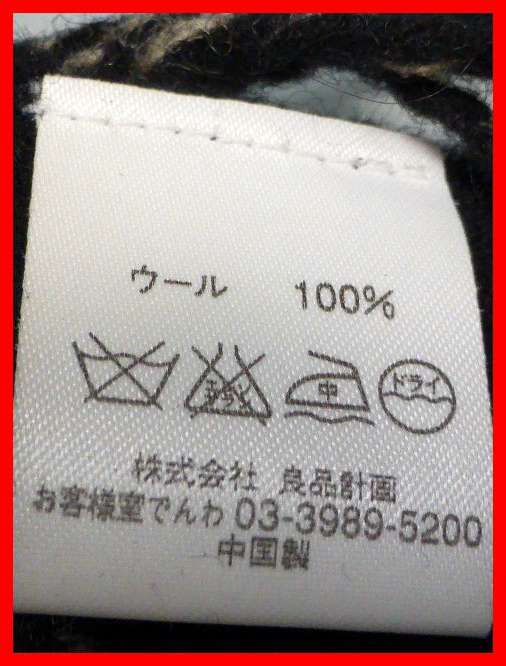 ウール 100%
エンソサラシ
中
ドライ
株式会社 良品計画
お客様室でんわ 03-3989-5200
中国製